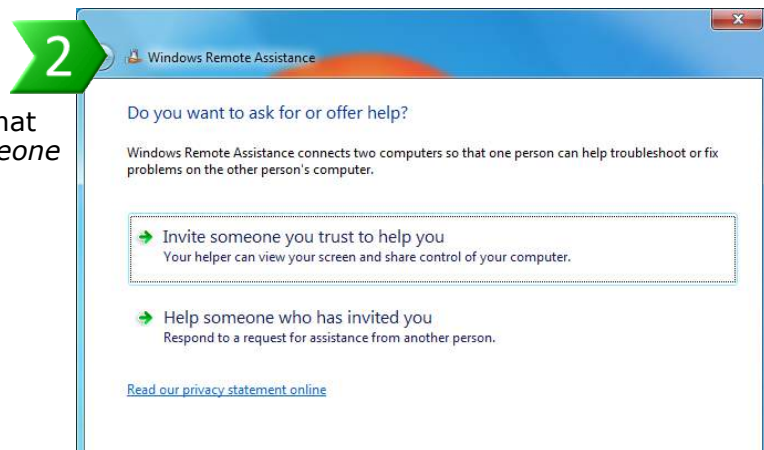 2
Windows Remote Assistance
Do you want to ask for or offer help?
Windows Remote Assistance connects two computers so that one person can help troubleshoot or fix
problems on the other person's computer.
Invite someone you trust to help you
Your helper can view your screen and share control of your computer.
Help someone who has invited you
Respond to a request for assistance from another person.
Read our privacy statement online